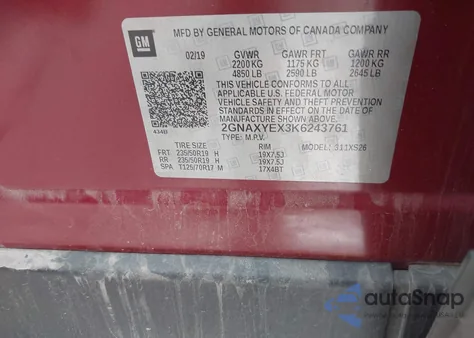 GM
MFD BY GENERAL MOTORS OF CANADA COMPANY
02/19 GVWR GAWR FRT GAWR RR
2200 KG 1175 KG 1200 KG
4850 LB 2590 LB 2645 LB
THIS VEHICLE CONFORMS TO ALL
APPLICABLE U.S. FEDERAL MOTOR
VEHICLE SAFETY AND THEFT PREVENTION
STANDARDS IN EFFECT ON THE DATE OF
MANUFACTURE SHOWN ABOVE.
2GNAXYEX3K6243761
TYPE: M.P.V. MODEL: 311XS26
TIRE SIZE RIM
FRT 235/50R19 H 19X7.5J
RR 235/50R19 H 19X7.5J
SPA T125/70R17 M 17X4BT
autoSnap